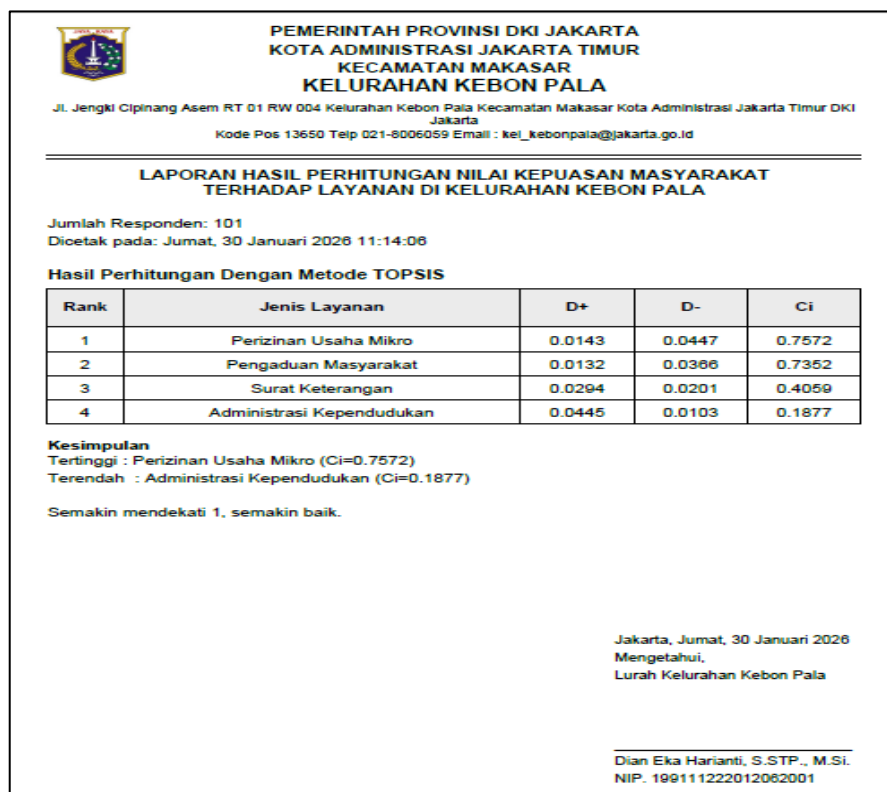 JAYA RAYA
PEMERINTAH PROVINSI DKI JAKARTA
KOTA ADMINISTRASI JAKARTA TIMUR
KECAMATAN MAKASAR
KELURAHAN KEBON PALA
Jl. Jengki Cipinang Asem RT 01 RW 004 Kelurahan Kebon Pala Kecamatan Makasar Kota Administrasi Jakarta Timur DKI
Jakarta
Kode Pos 13650 Telp 021-8006059 Email : kel_kebonpala@jakarta.go.id
LAPORAN HASIL PERHITUNGAN NILAI KEPUASAN MASYARAKAT
TERHADAP LAYANAN DI KELURAHAN KEBON PALA
Jumlah Responden: 101
Dicetak pada: Jumat, 30 Januari 2026 11:14:06
Hasil Perhitungan Dengan Metode TOPSIS
Rank Jenis Layanan D+ D- Ci
1 Perizinan Usaha Mikro 0.0143 0.0447 0.7572
2 Pengaduan Masyarakat 0.0132 0.0366 0.7352
3 Surat Keterangan 0.0294 0.0201 0.4059
4 Administrasi Kependudukan 0.0445 0.0103 0.1877
Kesimpulan
Tertinggi : Perizinan Usaha Mikro (Ci=0.7572)
Terendah : Administrasi Kependudukan (Ci=0.1877)
Semakin mendekati 1, semakin baik.
Jakarta, Jumat, 30 Januari 2026
Mengetahui,
Lurah Kelurahan Kebon Pala
Dian Eka Harianti, S.STP., M.Si.
NIP. 199111222012062001